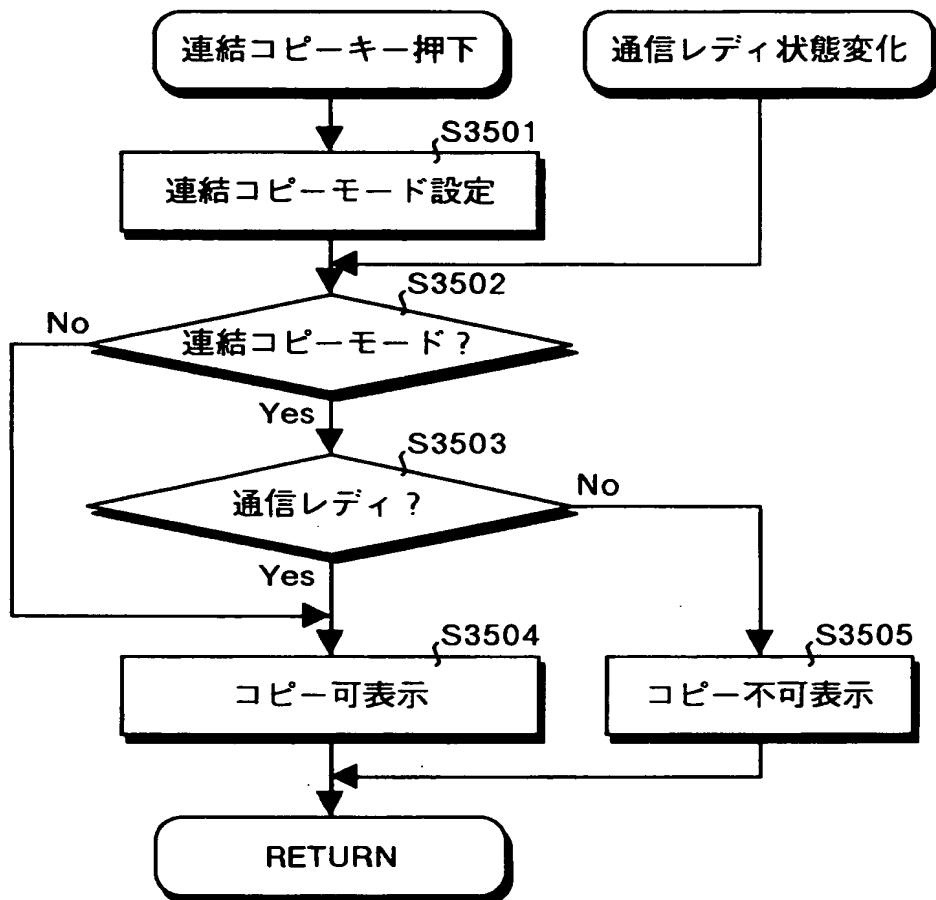 連結コピーキー押下
通信レディ状態変化
S3501
連結コピーモード設定
S3502
No
連結コピーモード?
Yes
S3503
通信レディ?
No
Yes
S3504
コピー可表示
S3505
コピー不可表示
RETURN